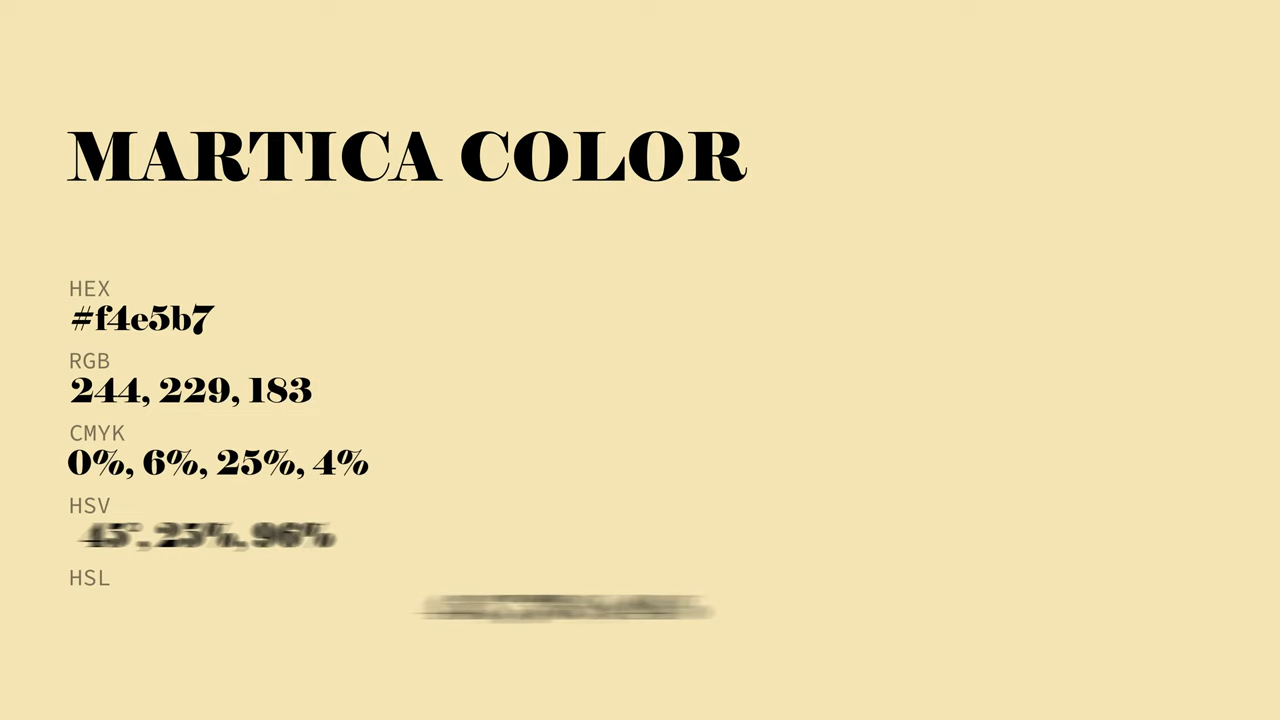 MARTICA COLOR
HEX
#f4e5b7
RGB
244, 229, 183
CMYK
0%, 6%, 25%, 4%
HSV
45°, 25%, 96%
HSL